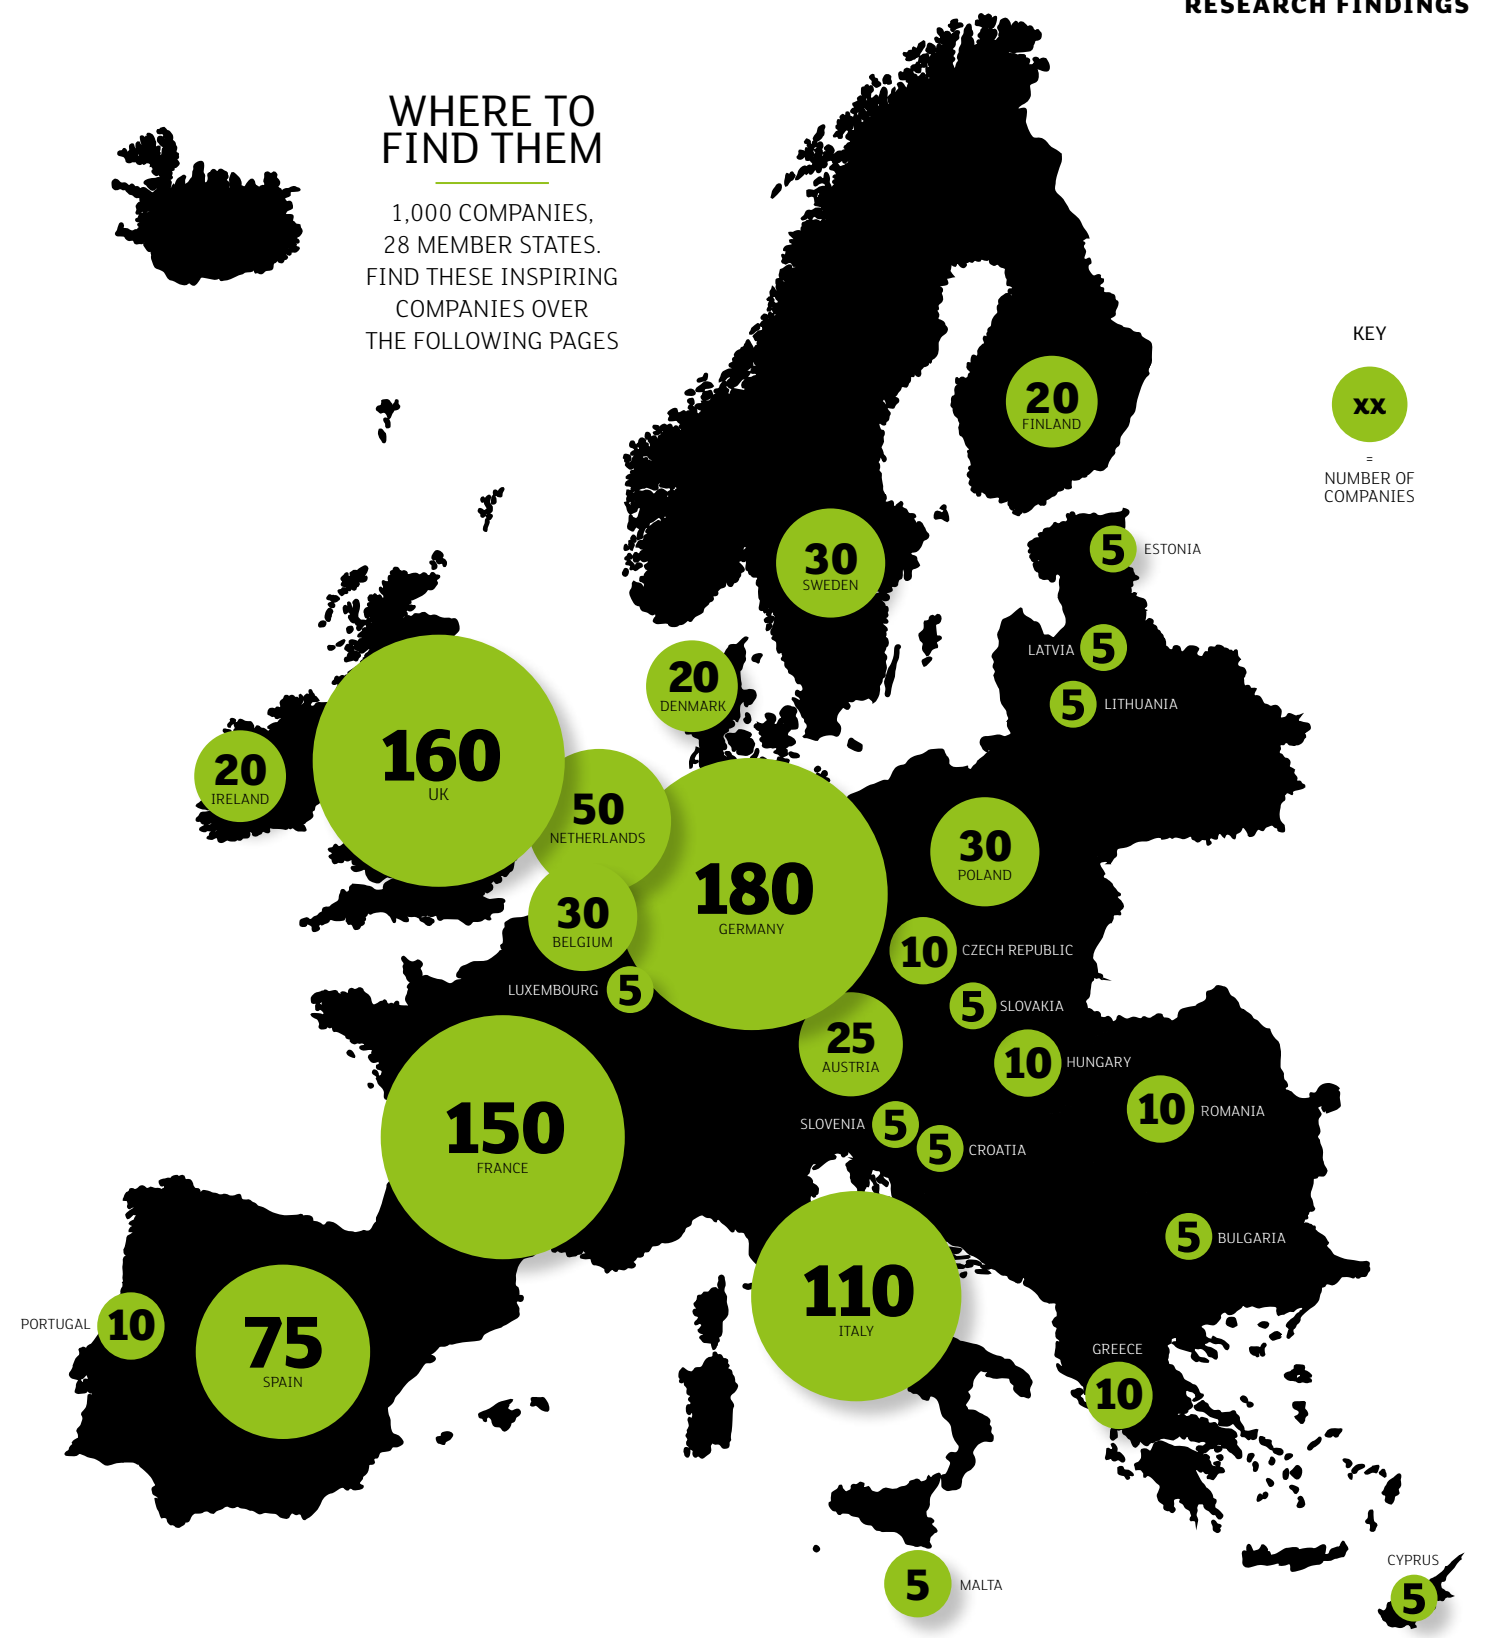 RESEARCH FINDINGS
WHERE TO
FIND THEM
1,000 COMPANIES,
28 MEMBER STATES.
FIND THESE INSPIRING
COMPANIES OVER
THE FOLLOWING PAGES
KEY
xx
=
NUMBER OF
COMPANIES
20
FINLAND
30
SWEDEN
5 ESTONIA
LATVIA 5
5 LITHUANIA
20
DENMARK
20
IRELAND
160
UK
50
NETHERLANDS
180
GERMANY
30
POLAND
30
BELGIUM
10 CZECH REPUBLIC
LUXEMBOURG 5
5 SLOVAKIA
25
AUSTRIA
10 HUNGARY
10 ROMANIA
150
FRANCE
SLOVENIA 5
5 CROATIA
5 BULGARIA
110
ITALY
PORTUGAL 10
75
SPAIN
GREECE
10
5 MALTA
CYPRUS
5